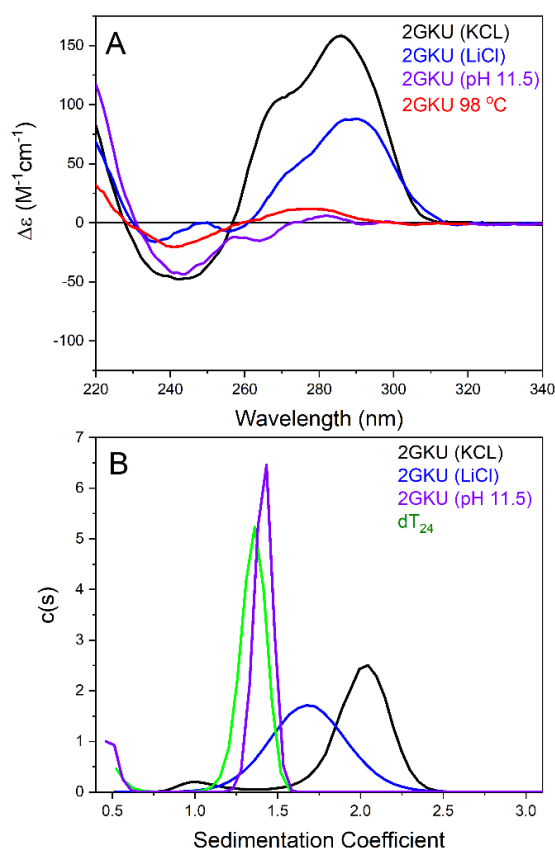 A
2GKU (KCL)
2GKU (LiCl)
2GKU (pH 11.5)
2GKU 98 °C
Δε (M⁻¹cm⁻¹)
150
100
50
0
-50
-100
220 240 260 280 300 320 340
Wavelength (nm)
B
2GKU (KCL)
2GKU (LiCl)
2GKU (pH 11.5)
dT₂₄
c(s)
7
6
5
4
3
2
1
0
0.5 1.0 1.5 2.0 2.5 3.0
Sedimentation Coefficient